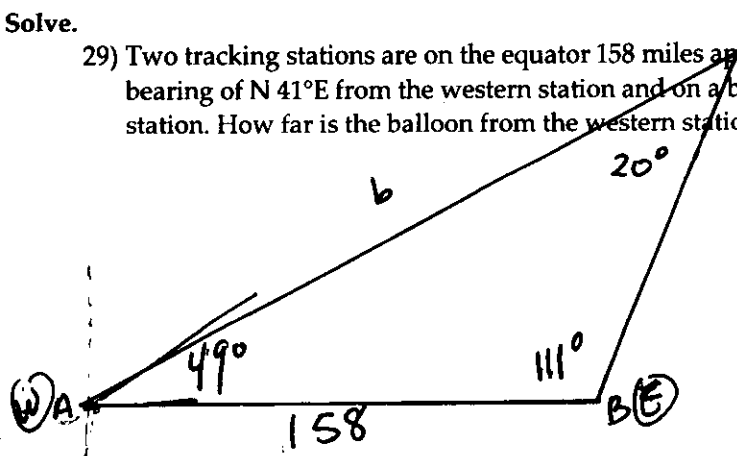 Solve.
29) Two tracking stations are on the equator 158 miles
bearing of N 41°E from the western station and on a
station. How far is the balloon from the western
20°
b
49°
111°
W A
B E
158